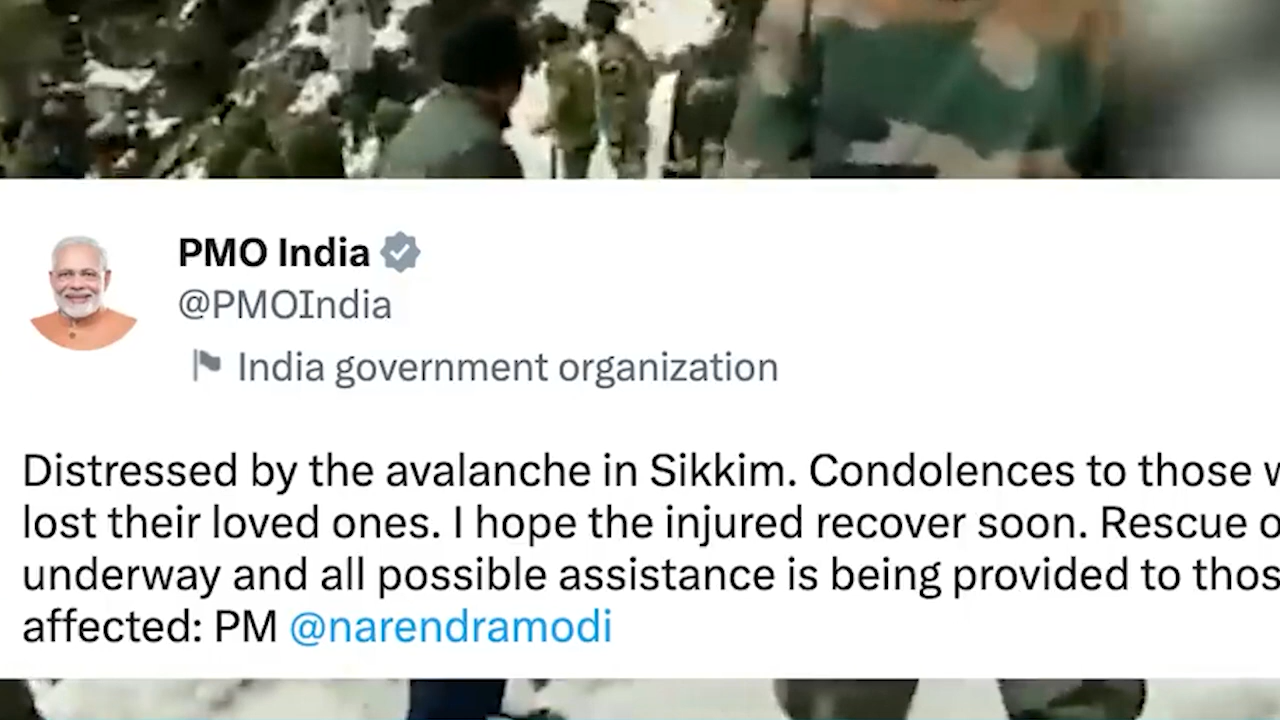 PMO India
@PMOIndia
India government organization
Distressed by the avalanche in Sikkim. Condolences to those
lost their loved ones. I hope the injured recover soon. Rescue
underway and all possible assistance is being provided to
affected: PM @narendramodi